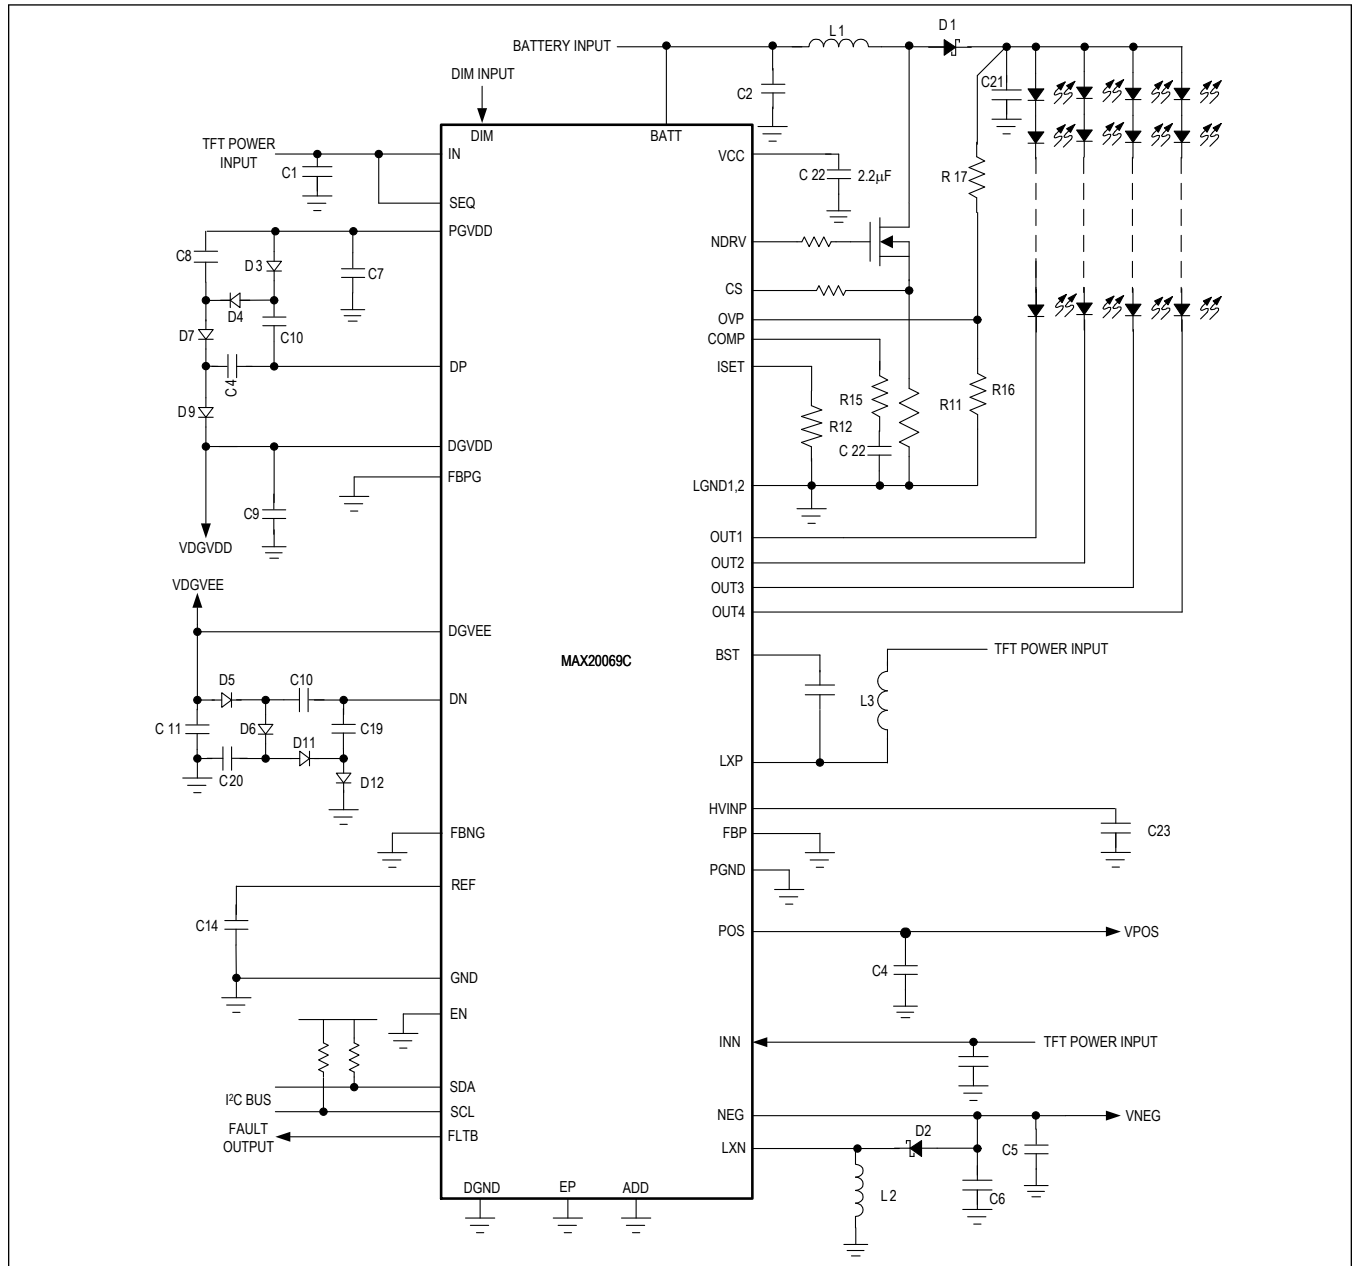 L1
D1
BATTERY INPUT
DIM INPUT
C2
C21
DIM
BATT
TFT POWER
INPUT
IN
C1
VCC
C 22
2.2µF
R 17
SEQ
PGVDD
C8
D3
C7
NDRV
D4
CS
C10
OVP
D7
COMP
C4
DP
ISET
D9
R15
R11
R16
R12
C 22
DGVDD
FBPG
LGND1,2
C9
OUT1
VDGVDD
OUT2
VDGVEE
OUT3
OUT4
DGVEE
BST
TFT POWER INPUT
MAX20069C
D5
C10
DN
L3
C 11
D6
D11
C19
C20
D12
LXP
HVINP
FBNG
FBP
C23
PGND
REF
C14
POS
VPOS
C4
GND
EN
INN
TFT POWER INPUT
SDA
I²C BUS
SCL
NEG
VNEG
FAULT
OUTPUT
FLTB
LXN
D2
C5
DGND
EP
ADD
L2
C6